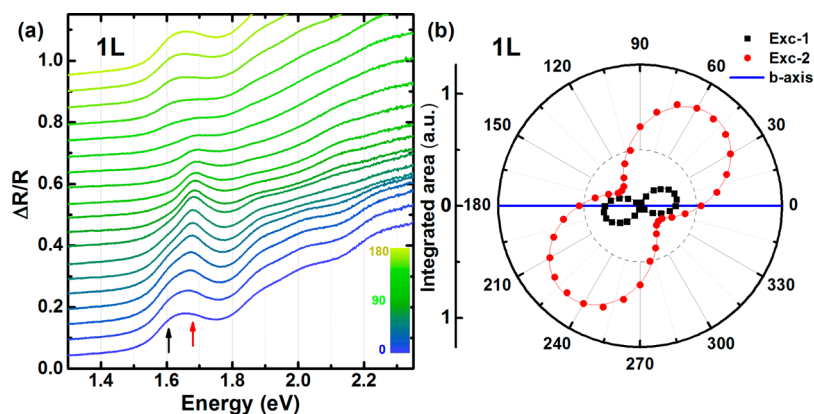 (a)
1L
ΔR/R
1.0
0.8
0.6
0.4
0.2
0.0
180
90
0
1.4
1.6
1.8
2.0
2.2
Energy (eV)
(b)
1L
Exc-1
Exc-2
b-axis
Integrated area (a.u.)
1
0
1
90
120
60
150
30
180
0
210
330
240
300
270